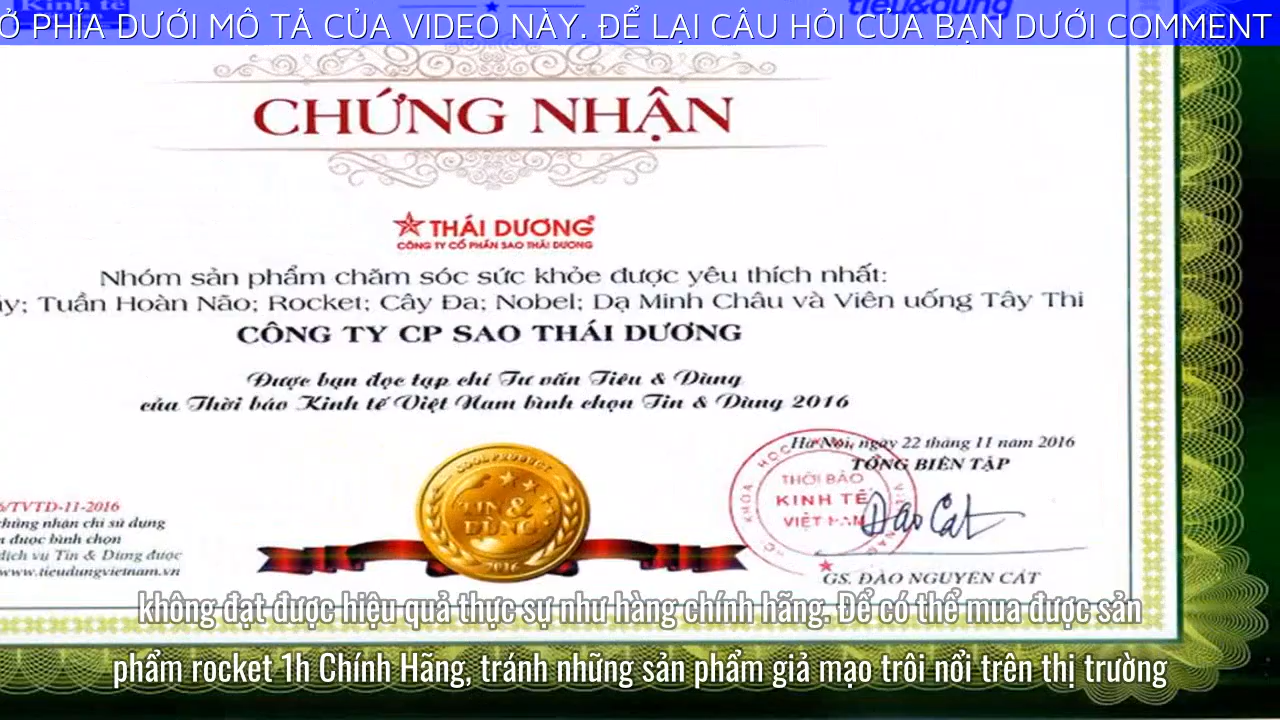 Kinh tế
tiêu&dùng
Ở PHÍA DƯỚI MÔ TẢ CỦA VIDEO NÀY. ĐỂ LẠI CÂU HỎI CỦA BẠN DƯỚI COMMENT
CHỨNG NHẬN
THÁI DƯƠNG
CÔNG TY CỔ PHẦN SAO THÁI DƯƠNG
Nhóm sản phẩm chăm sóc sức khỏe được yêu thích nhất:
Tuần Hoàn Não; Rocket; Cây Đa; Nobel; Dạ Minh Châu và Viên uống Tây Thi
CÔNG TY CP SAO THÁI DƯƠNG
Được bạn đọc tạp chí Tư vấn Tiêu & Dùng
của Thời báo Kinh tế Việt Nam bình chọn Tin & Dùng 2016
Hà Nội, ngày 22 tháng 11 năm 2016
TỔNG BIÊN TẬP
THỜI BÁO
KINH TẾ
VIỆT NAM
Đào Cát
GS. ĐÀO NGUYÊN CÁT
GOOL PRODUCT
TIN &
DÙNG
2016
/TVTD-11-2016
chứng nhận chỉ sử dụng
được bình chọn
dịch vụ Tin & Dùng được
www.tieudungvietnam.vn
không đạt được hiệu quả thực sự như hàng chính hãng. Để có thể mua được sản
phẩm rocket 1h Chính Hãng, tránh những sản phẩm giả mạo trôi nổi trên thị trường